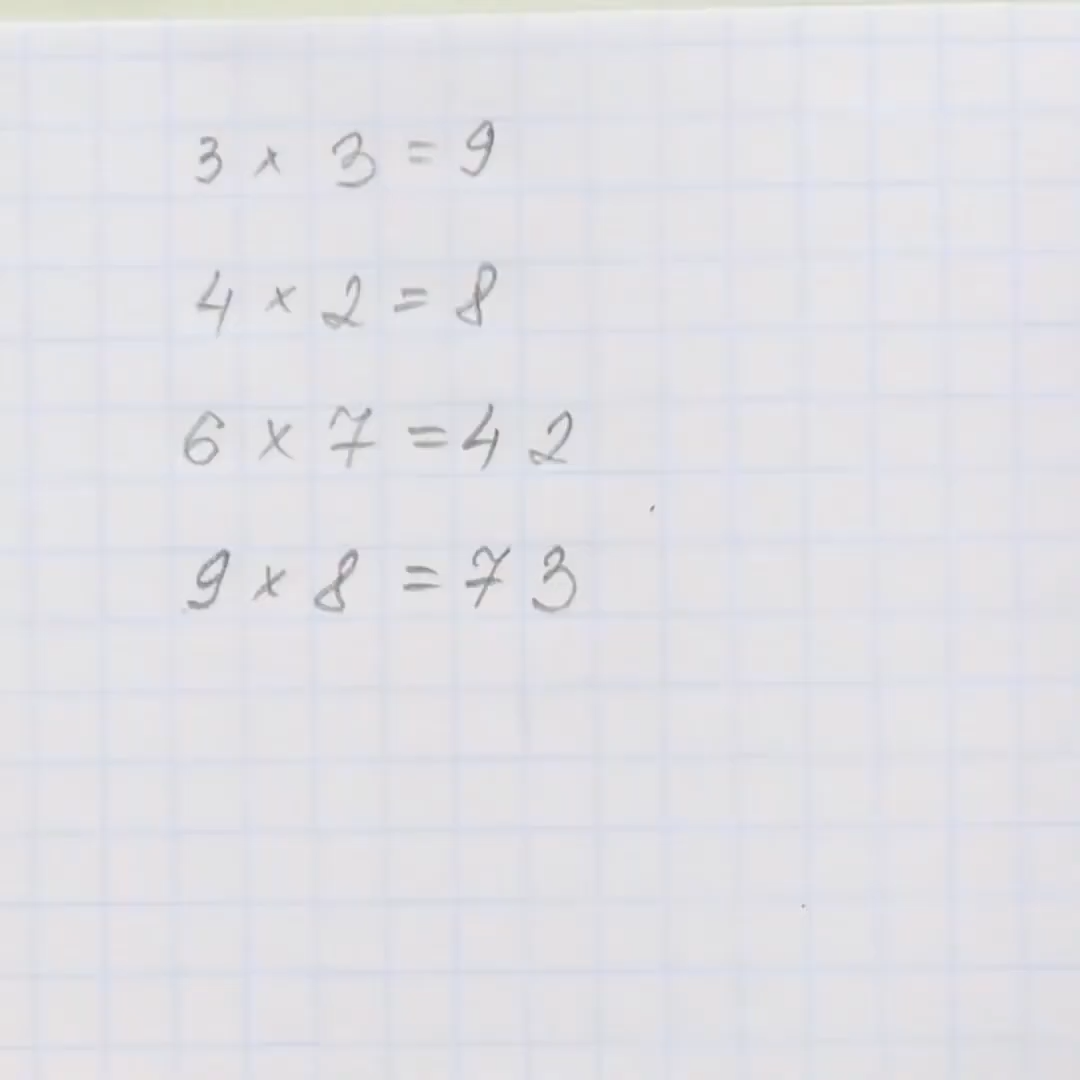 3 × 3 = 9
4 × 2 = 8
6 × 7 = 42
9 × 8 = 73